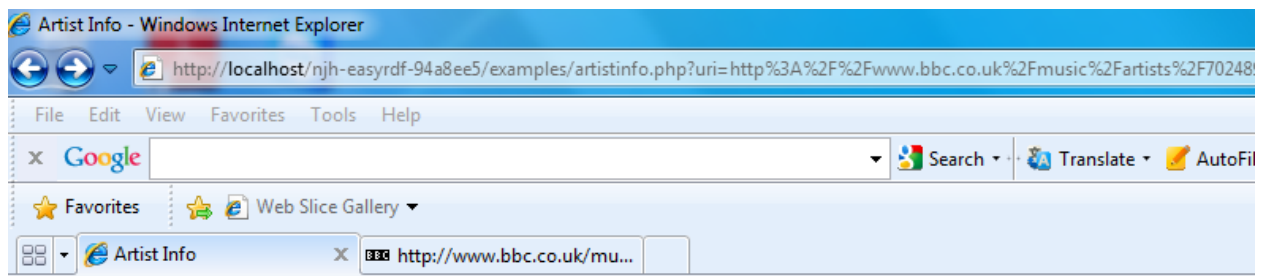 Artist Info - Windows Internet Explorer
http://localhost/njh-easyrdf-94a8ee5/examples/artistinfo.php?uri=http%3A%2F%2Fwww.bbc.co.uk%2Fmusic%2Fartists%2F70248
File Edit View Favorites Tools Help
x Google Search Translate AutoFil
Favorites Web Slice Gallery
Artist Info x BBC http://www.bbc.co.uk/mu...